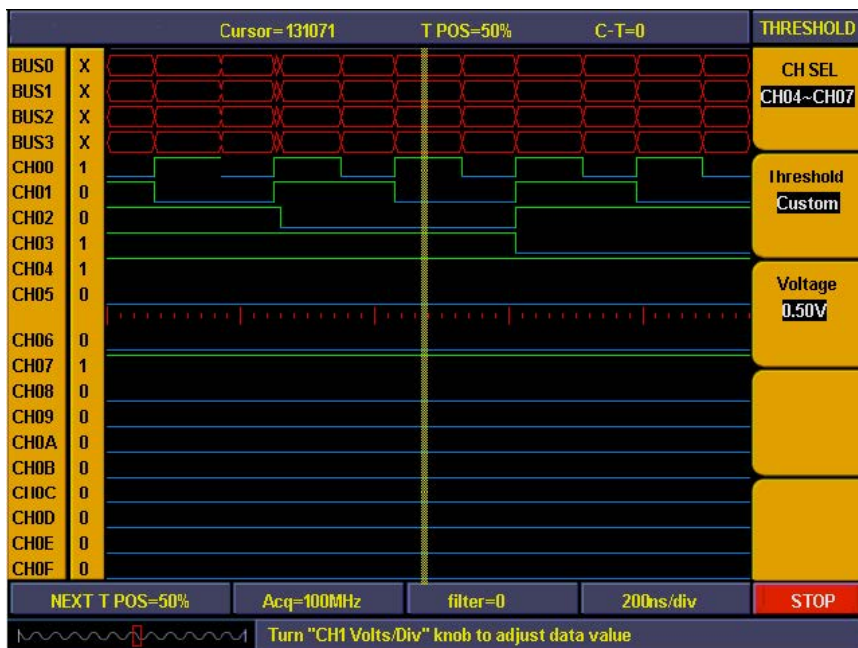 Cursor=131071 T POS=50% C-T=0 THRESHOLD
BUS0 X
BUS1 X
BUS2 X
BUS3 X
CH00 1
CH01 0
CH02 0
CH03 1
CH04 1
CH05 0
CH06 0
CH07 1
CH08 0
CH09 0
CH0A 0
CH0B 0
CH0C 0
CH0D 0
CH0E 0
CH0F 0
CH SEL
CH04~CH07
Threshold
Custom
Voltage
0.50V
NEXT T POS=50% Acq=100MHz filter=0 200ns/div STOP
Turn "CH1 Volts/Div" knob to adjust data value